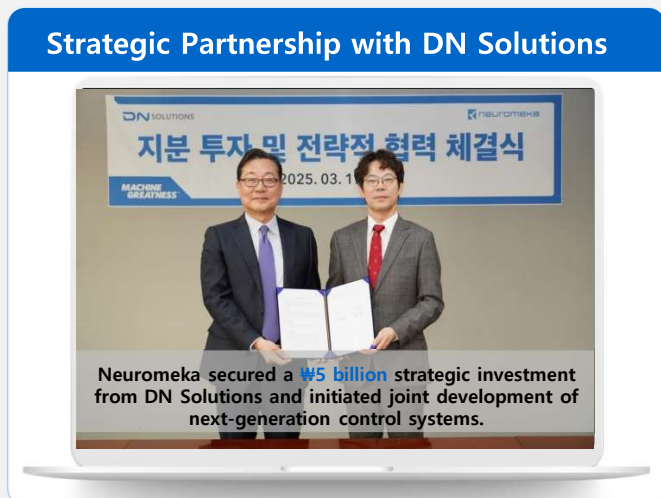 Strategic Partnership with DN Solutions
DN SOLUTIONS
neuromeka
지분 투자 및 전략적 협력 체결식
2025. 03. 1
MACHINE
GREATNESS
Neuromeka secured a ₩5 billion strategic investment
from DN Solutions and initiated joint development of
next-generation control systems.